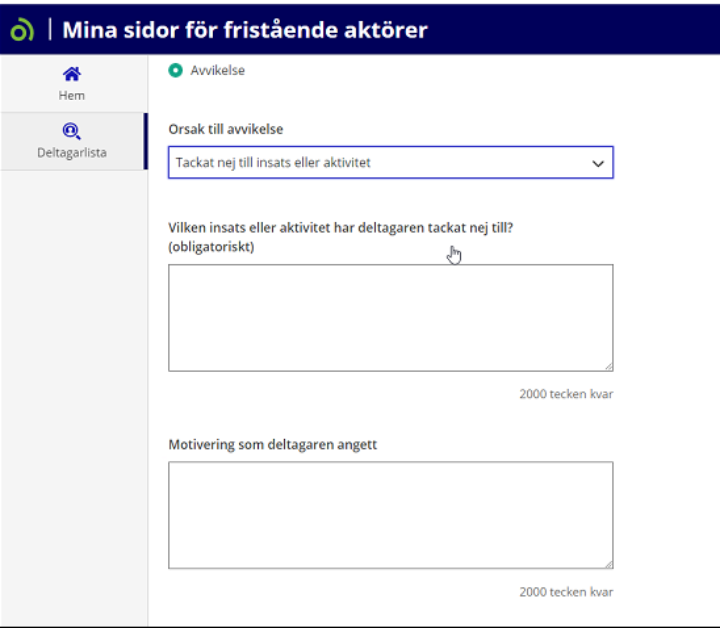 Mina sidor för fristående aktörer
Hem
Deltagarlista
Avvikelse
Orsak till avvikelse
Tackat nej till insats eller aktivitet
Vilken insats eller aktivitet har deltagaren tackat nej till?
(obligatoriskt)
2000 tecken kvar
Motivering som deltagaren angett
2000 tecken kvar